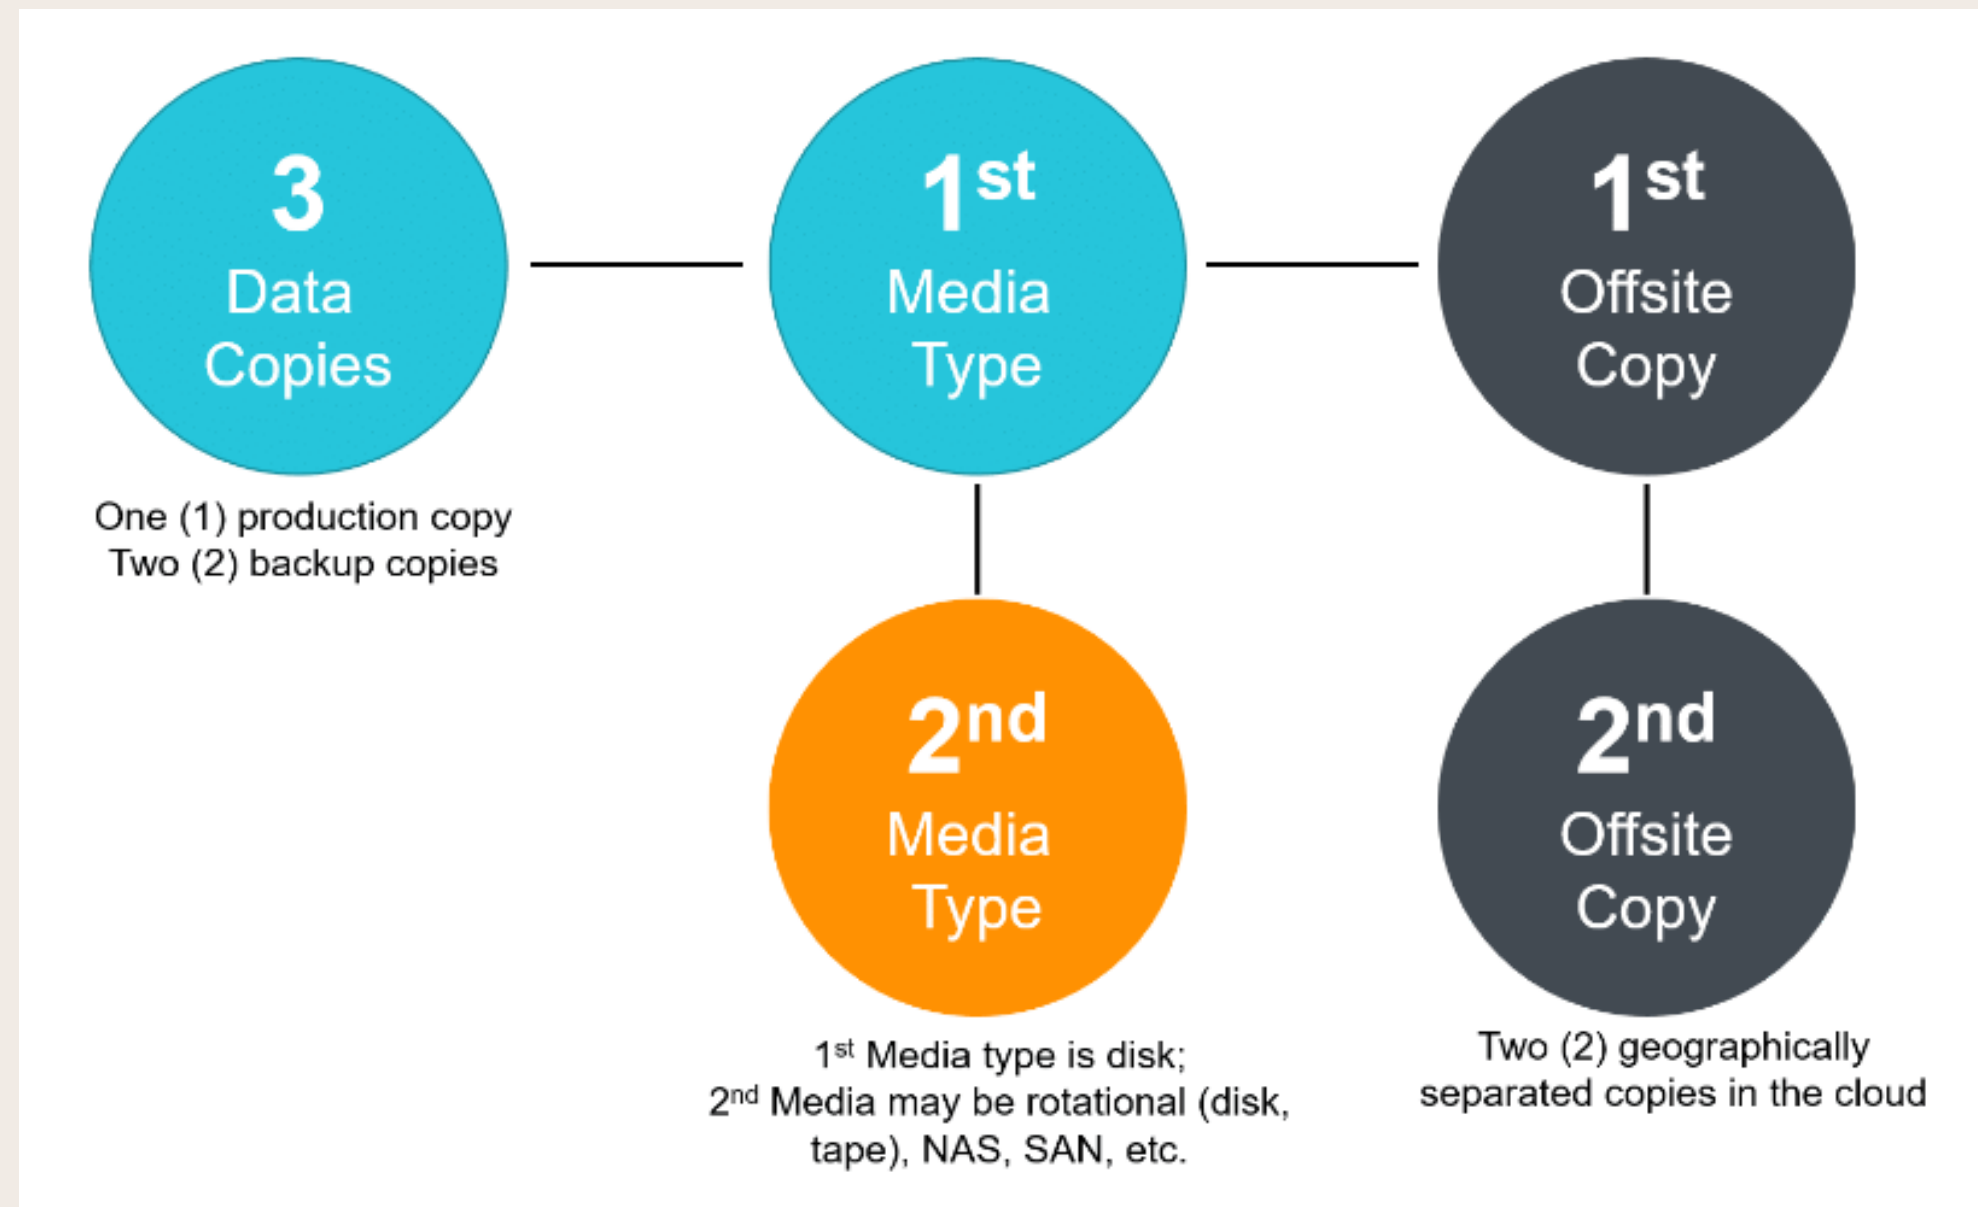 3
Data
Copies
One (1) production copy
Two (2) backup copies
1st
Media
Type
2nd
Media
Type
1st Media type is disk;
2nd Media may be rotational (disk,
tape), NAS, SAN, etc.
1st
Offsite
Copy
2nd
Offsite
Copy
Two (2) geographically
separated copies in the cloud